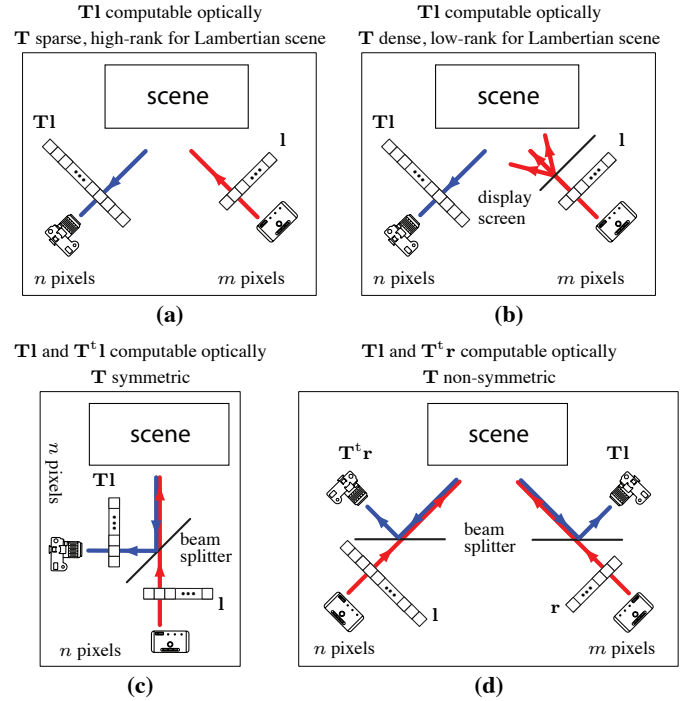 Tl computable optically
T sparse, high-rank for Lambertian scene
scene
Tl
l
n pixels
m pixels
(a)
Tl computable optically
T dense, low-rank for Lambertian scene
scene
Tl
l
display
screen
n pixels
m pixels
(b)
Tl and Tᵗl computable optically
T symmetric
scene
n pixels
Tl
beam
splitter
l
n pixels
(c)
Tl and Tᵗr computable optically
T non-symmetric
scene
Tᵗr
Tl
beam
splitter
l
r
n pixels
m pixels
(d)